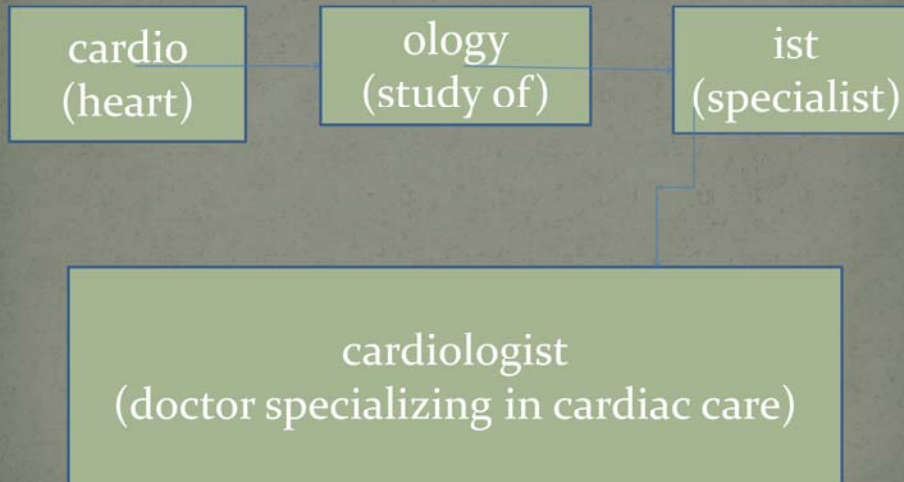 cardio
(heart)
ology
(study of)
ist
(specialist)
cardiologist
(doctor specializing in cardiac care)